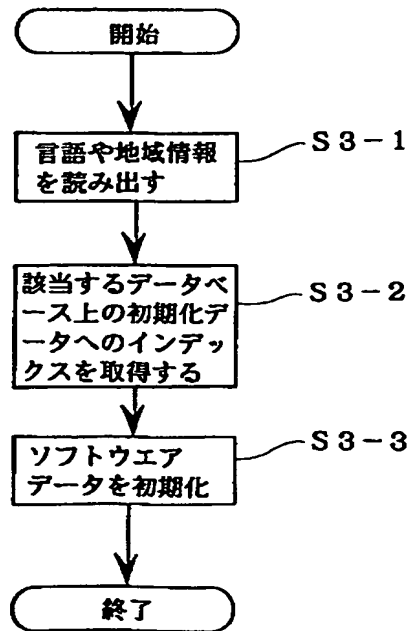 開始
言語や地域情報
を読み出す
S3-1
該当するデータベ
ース上の初期化デ
ータへのインデッ
クスを取得する
S3-2
ソフトウエア
データを初期化
S3-3
終了